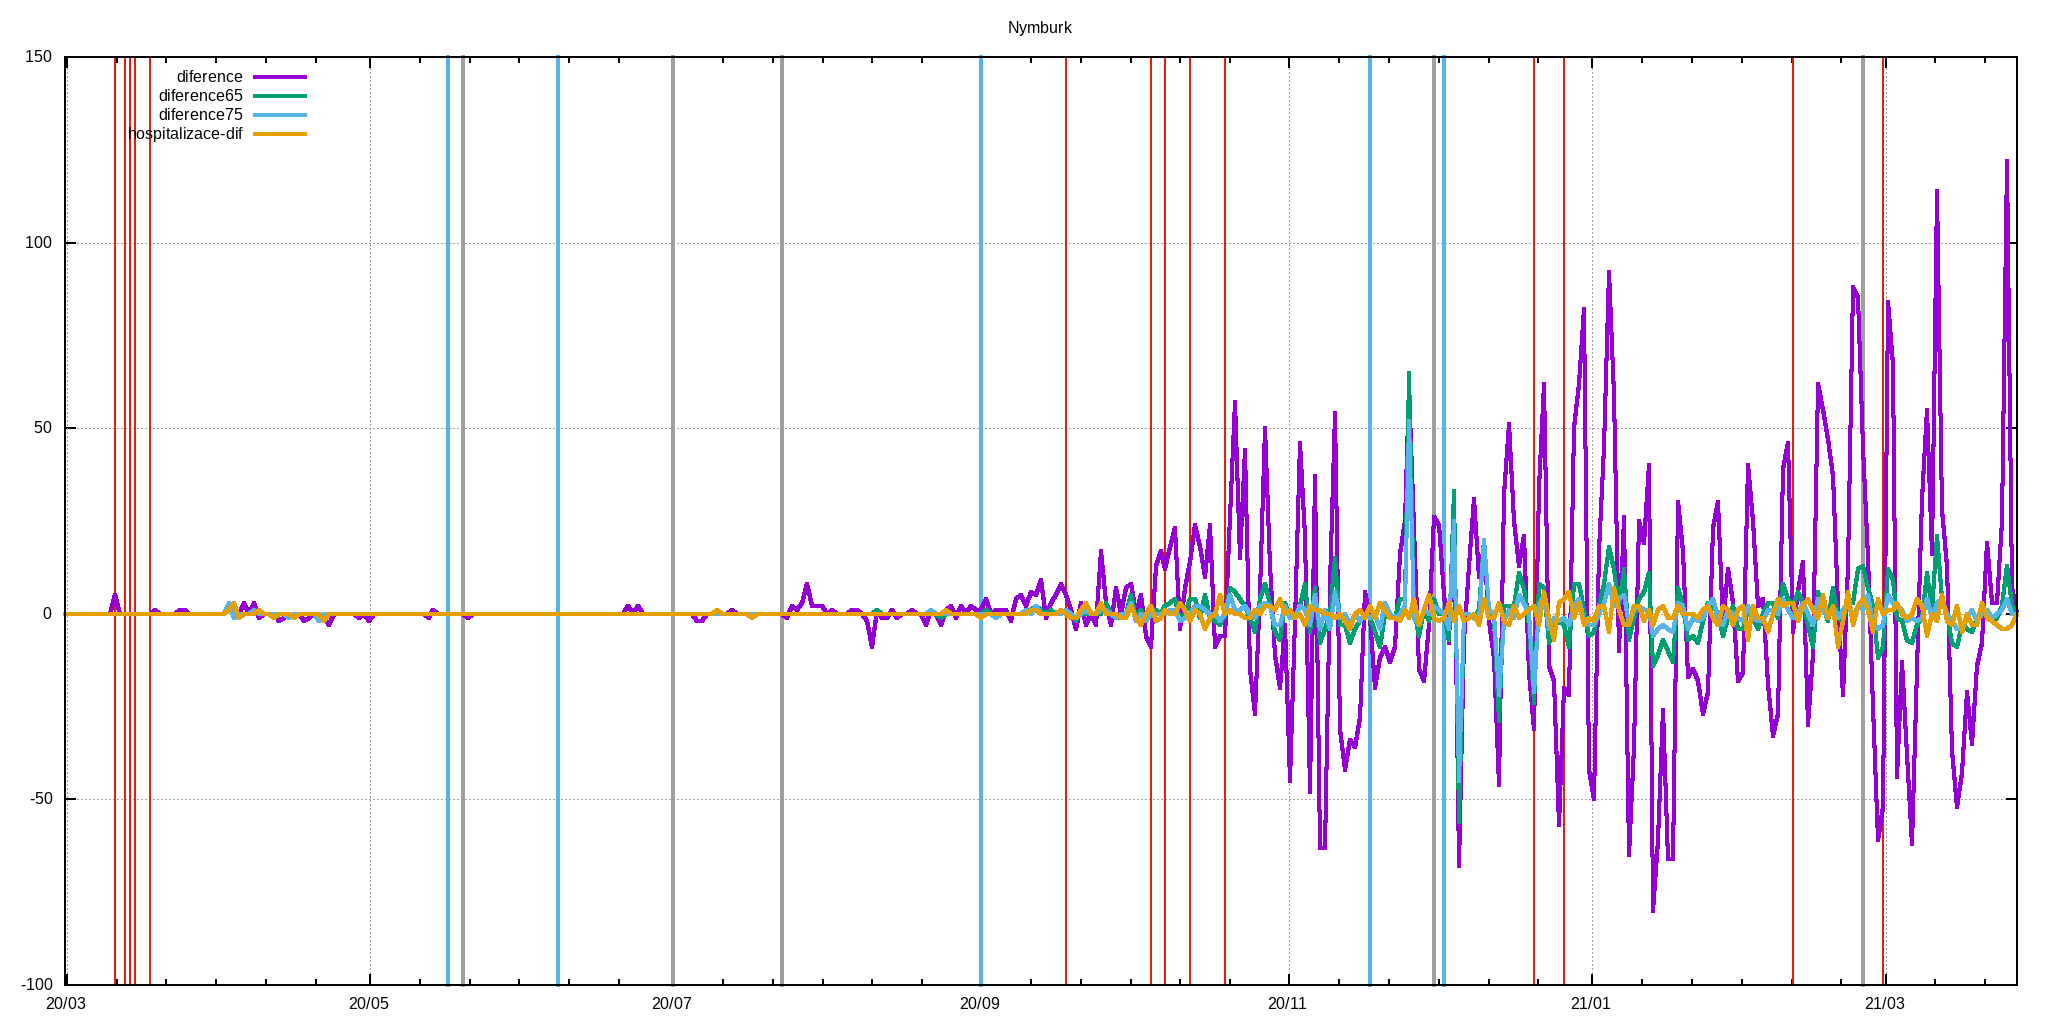 Nymburk
150
diference
diference65
diference75
hospitalizace-dif
100
50
0
-50
-100
20/03 20/05 20/07 20/09 20/11 21/01 21/03